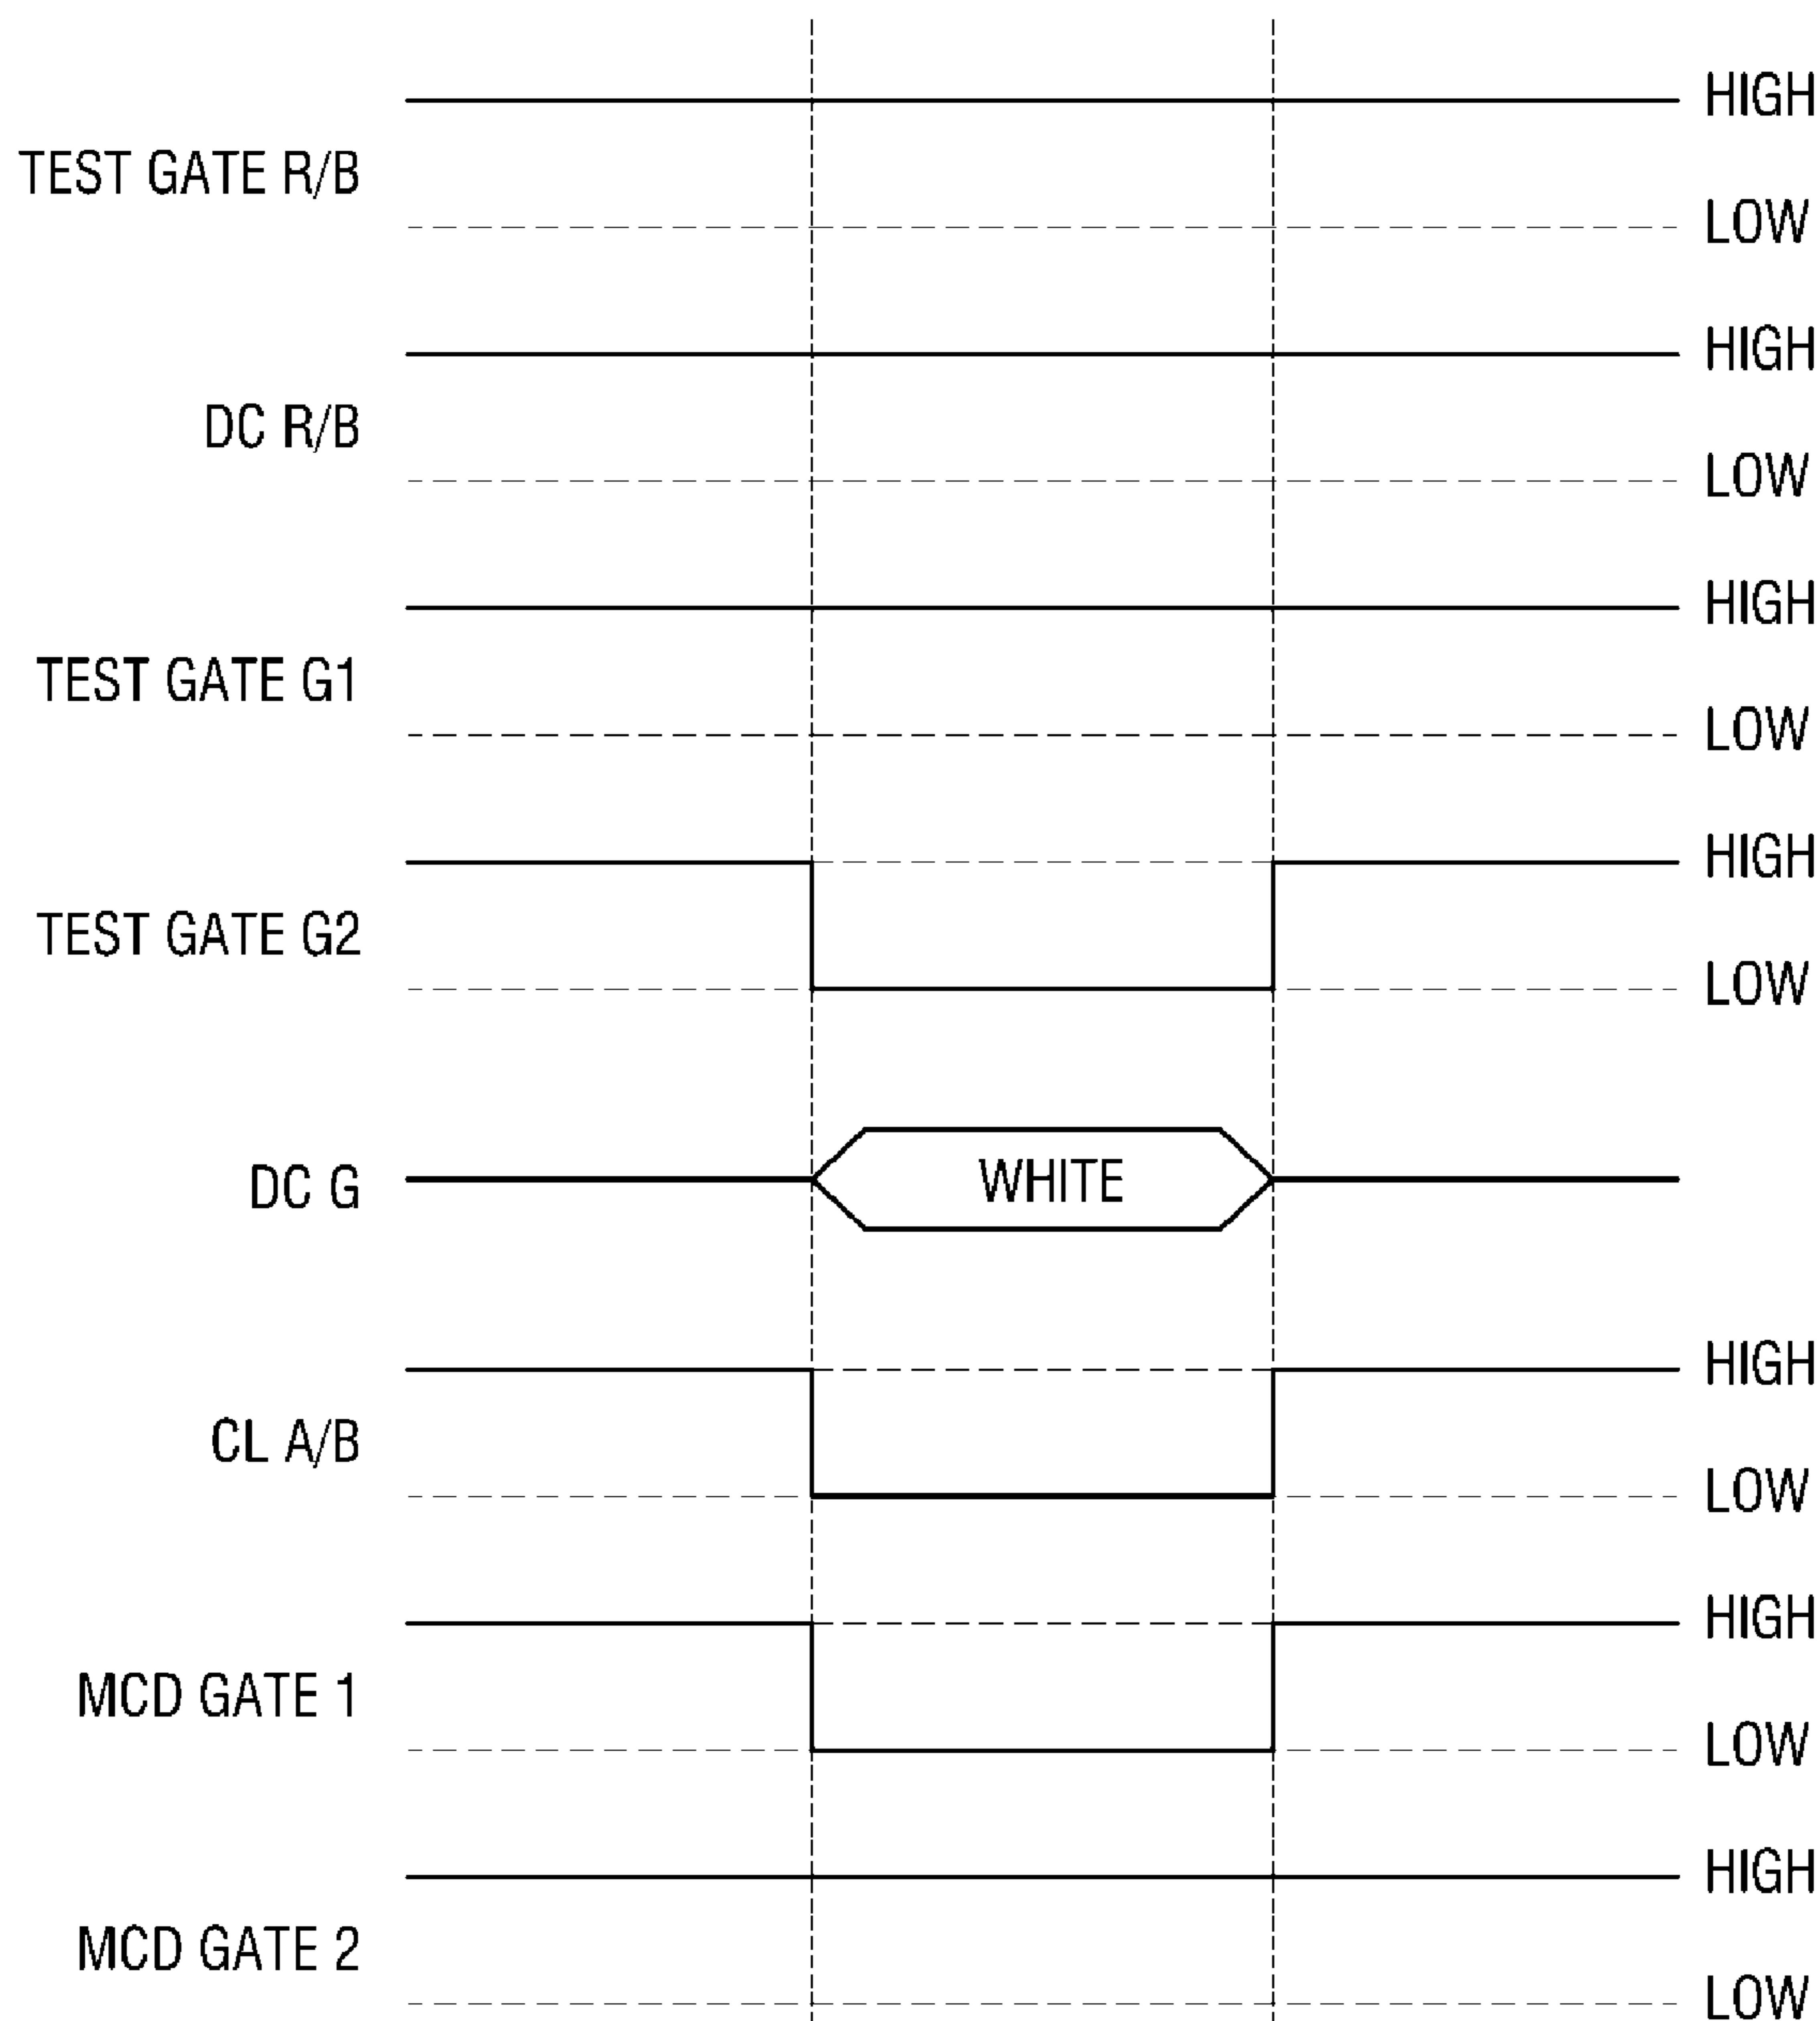 HIGH
TEST GATE R/B
LOW
HIGH
DC R/B
LOW
HIGH
TEST GATE G1
LOW
HIGH
TEST GATE G2
LOW
DC G
WHITE
HIGH
CL A/B
LOW
HIGH
MCD GATE 1
LOW
HIGH
MCD GATE 2
LOW